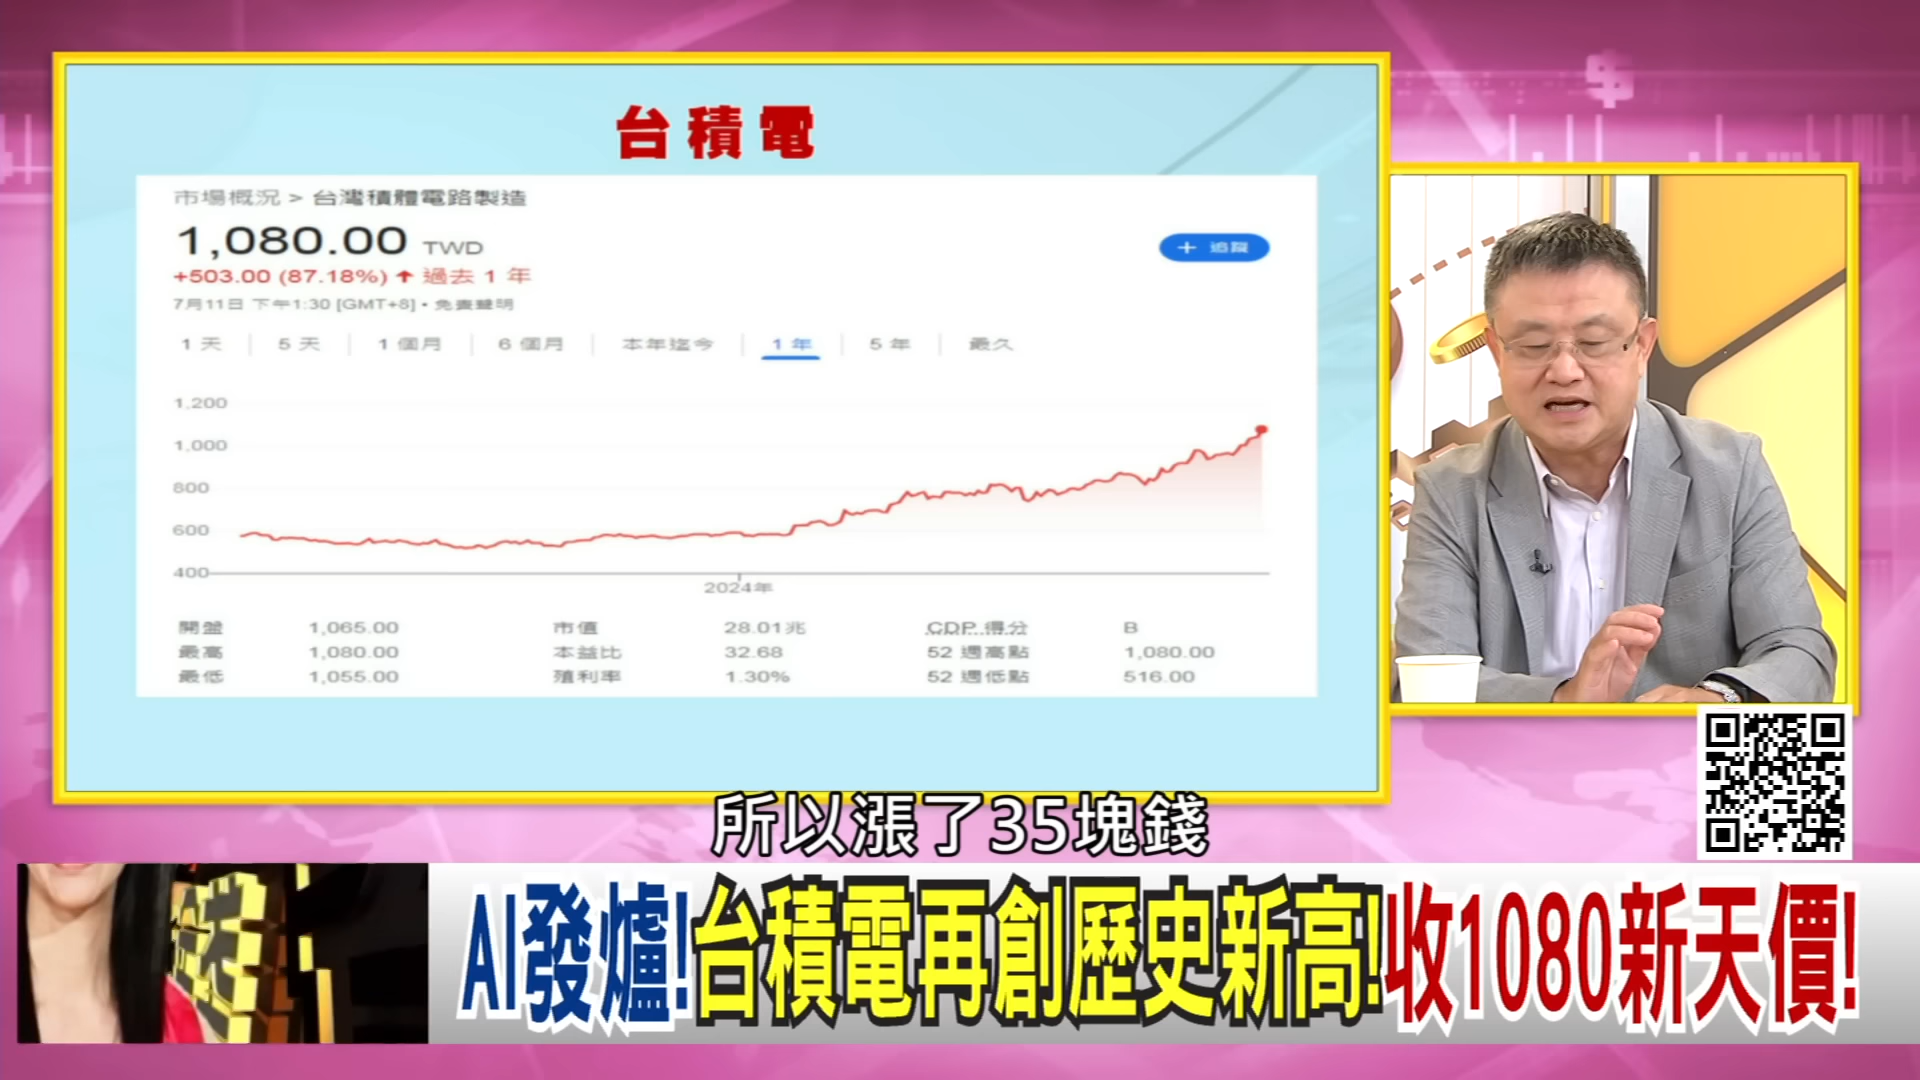 台積電
市場概況 > 台灣積體電路製造
1,080.00 TWD
+503.00 (87.18%) ↑ 過去 1 年
7月11日 下午1:30 [GMT+8] • 免責聲明
+ 追蹤
1 天 5 天 1 個月 6 個月 本年迄今 1 年 5 年 最久
1,200
1,000
800
600
400
2024年
開盤 1,065.00 市值 28.01兆 CDP 得分 B
最高 1,080.00 本益比 32.68 52 週高點 1,080.00
最低 1,055.00 殖利率 1.30% 52 週低點 516.00
所以漲了35塊錢
AI發爐!台積電再創歷史新高!收1080新天價!